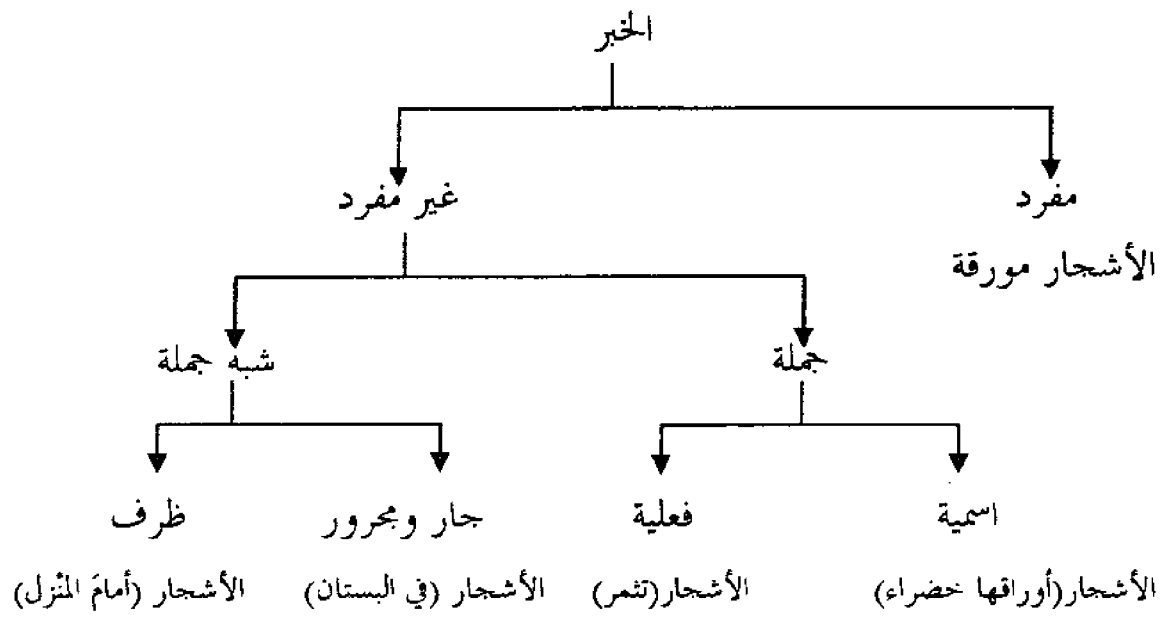 الخبر
مفرد
غير مفرد
الأشجار مورقة
جملة
شبه جملة
اسمية
فعلية
جار ومجرور
ظرف
الأشجار (أوراقها خضراء)
الأشجار (تثمر)
الأشجار (في البستان)
الأشجار (أمامَ المنْزل)